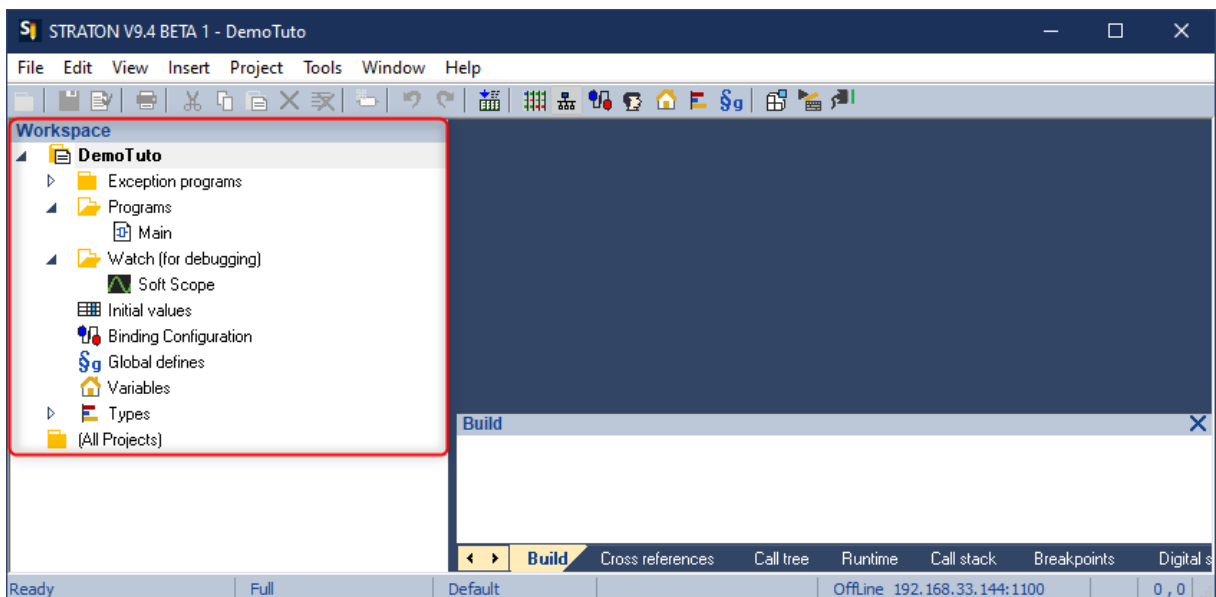 STRATON V9.4 BETA 1 - DemoTuto
File Edit View Insert Project Tools Window Help
Workspace
DemoTuto
Exception programs
Programs
Main
Watch (for debugging)
Soft Scope
Initial values
Binding Configuration
§g Global defines
Variables
Types
(All Projects)
Build
Build Cross references Call tree Runtime Call stack Breakpoints Digital s
Ready Full Default OffLine 192.168.33.144:1100 0 , 0